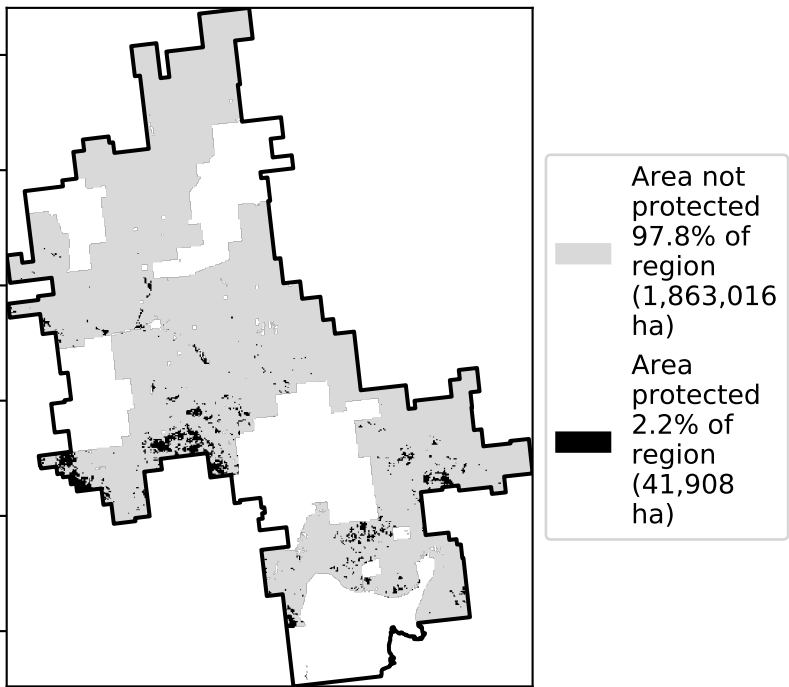 Area not
protected
97.8% of
region
(1,863,016
ha)
Area
protected
2.2% of
region
(41,908
ha)